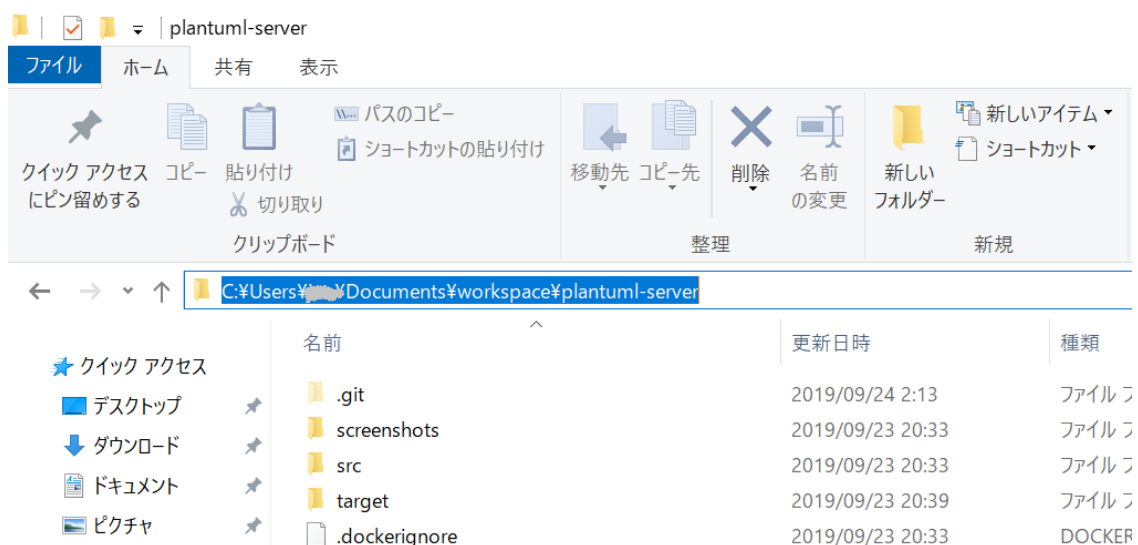 plantuml-server
ファイル ホーム 共有 表示
クイック アクセス
にピン留めする
コピー
貼り付け
パスのコピー
ショートカットの貼り付け
切り取り
クリップボード
移動先
コピー先
削除
名前
の変更
整理
新しい
フォルダー
新しいアイテム
ショートカット
新規
C:¥Users¥ ¥Documents¥workspace¥plantuml-server
名前 更新日時 種類
クイック アクセス
デスクトップ
ダウンロード
ドキュメント
ピクチャ
.git 2019/09/24 2:13 ファイル フ
screenshots 2019/09/23 20:33 ファイル フ
src 2019/09/23 20:33 ファイル フ
target 2019/09/23 20:39 ファイル フ
.dockerignore 2019/09/23 20:33 DOCKER